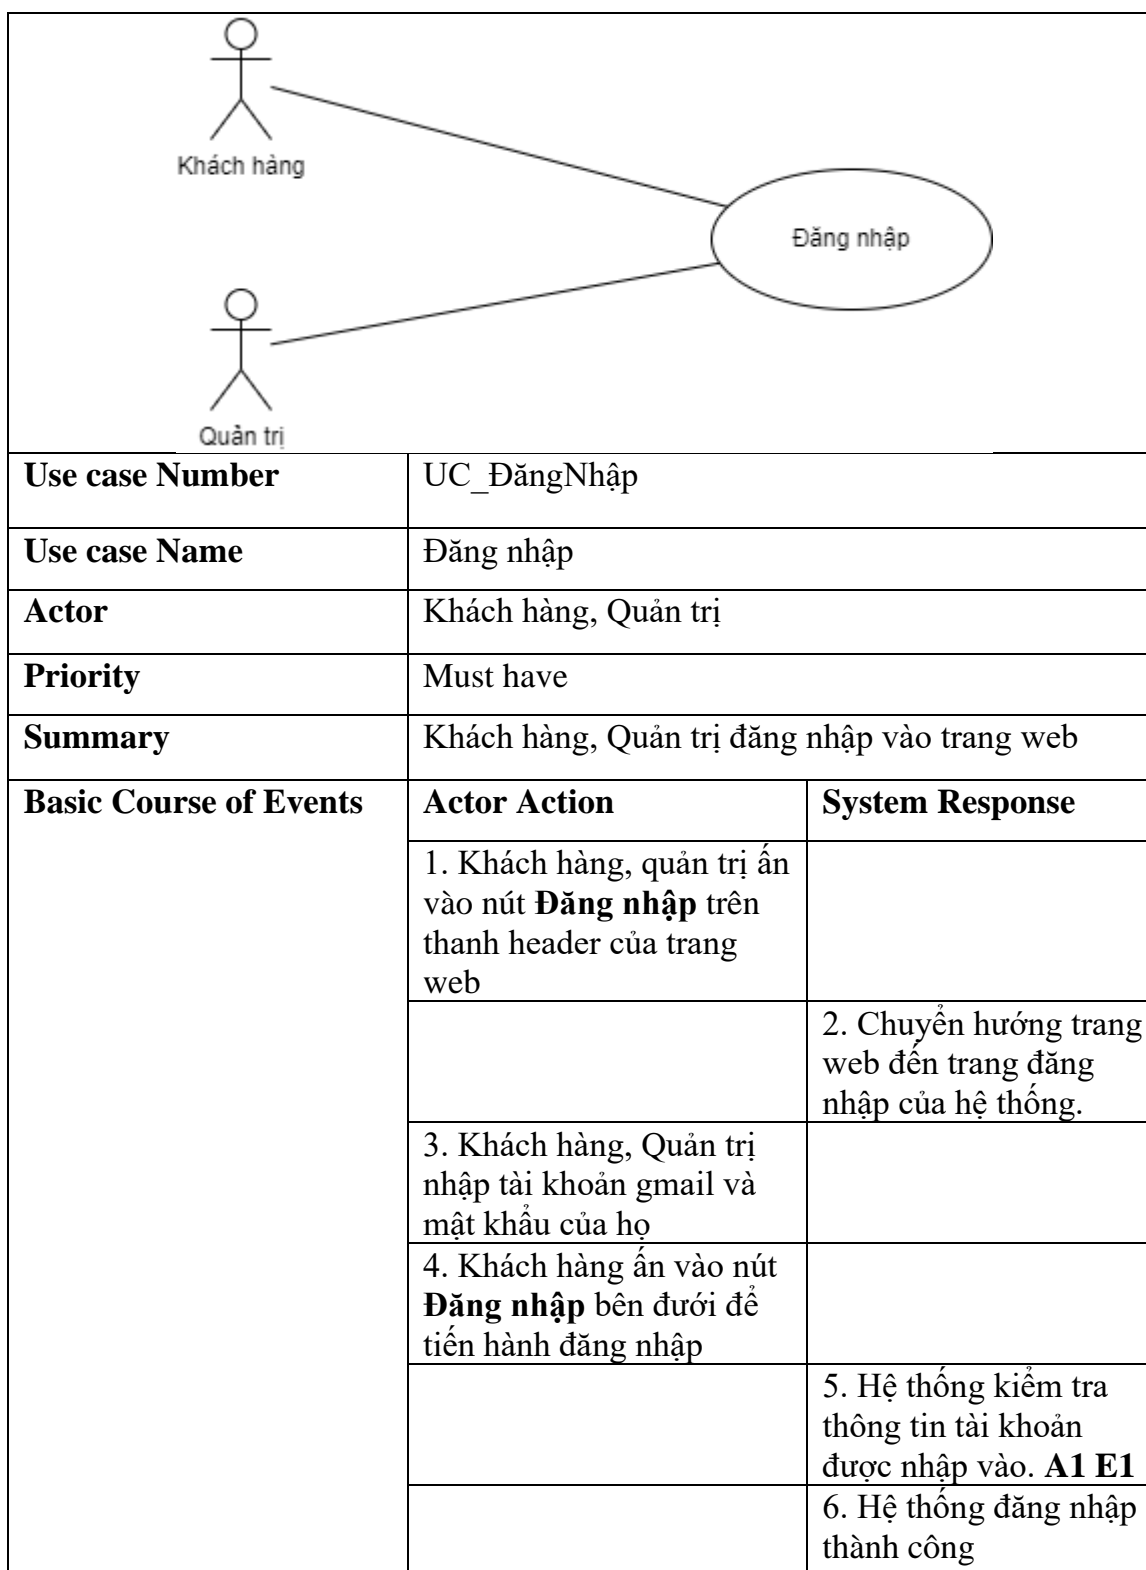 Khách hàng
Đăng nhập
Quản trị
Use case Number
UC_ĐăngNhập
Use case Name
Đăng nhập
Actor
Khách hàng, Quản trị
Priority
Must have
Summary
Khách hàng, Quản trị đăng nhập vào trang web
Basic Course of Events
Actor Action
System Response
1. Khách hàng, quản trị ấn
vào nút Đăng nhập trên
thanh header của trang
web
2. Chuyển hướng trang
web đến trang đăng
nhập của hệ thống.
3. Khách hàng, Quản trị
nhập tài khoản gmail và
mật khẩu của họ
4. Khách hàng ấn vào nút
Đăng nhập bên đưới để
tiến hành đăng nhập
5. Hệ thống kiểm tra
thông tin tài khoản
được nhập vào. A1 E1
6. Hệ thống đăng nhập
thành công